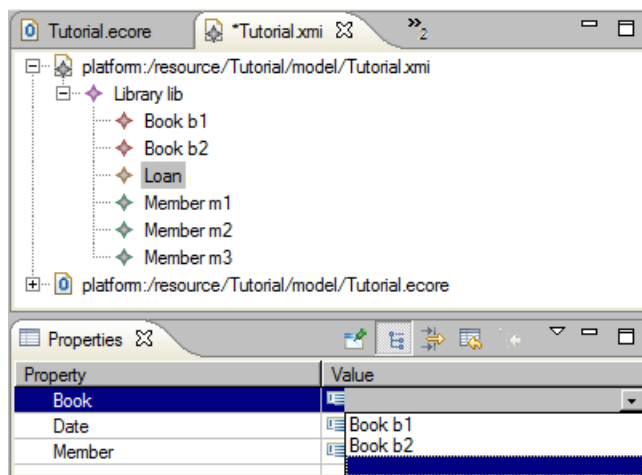 Tutorial.ecore
*Tutorial.xmi
»2
platform:/resource/Tutorial/model/Tutorial.xmi
Library lib
Book b1
Book b2
Loan
Member m1
Member m2
Member m3
platform:/resource/Tutorial/model/Tutorial.ecore
Properties
Property Value
Book
Date Book b1
Member Book b2